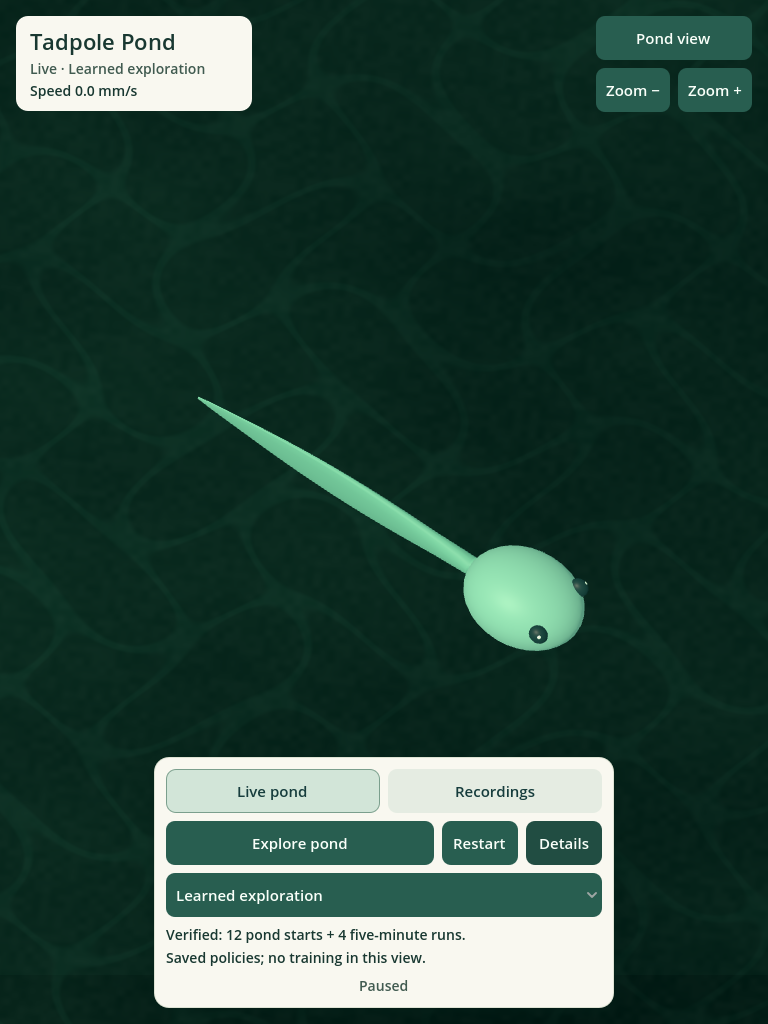 Tadpole Pond
Live · Learned exploration
Speed 0.0 mm/s
Pond view
Zoom −
Zoom +
Live pond
Recordings
Explore pond
Restart
Details
Learned exploration
Verified: 12 pond starts + 4 five-minute runs.
Saved policies; no training in this view.
Paused